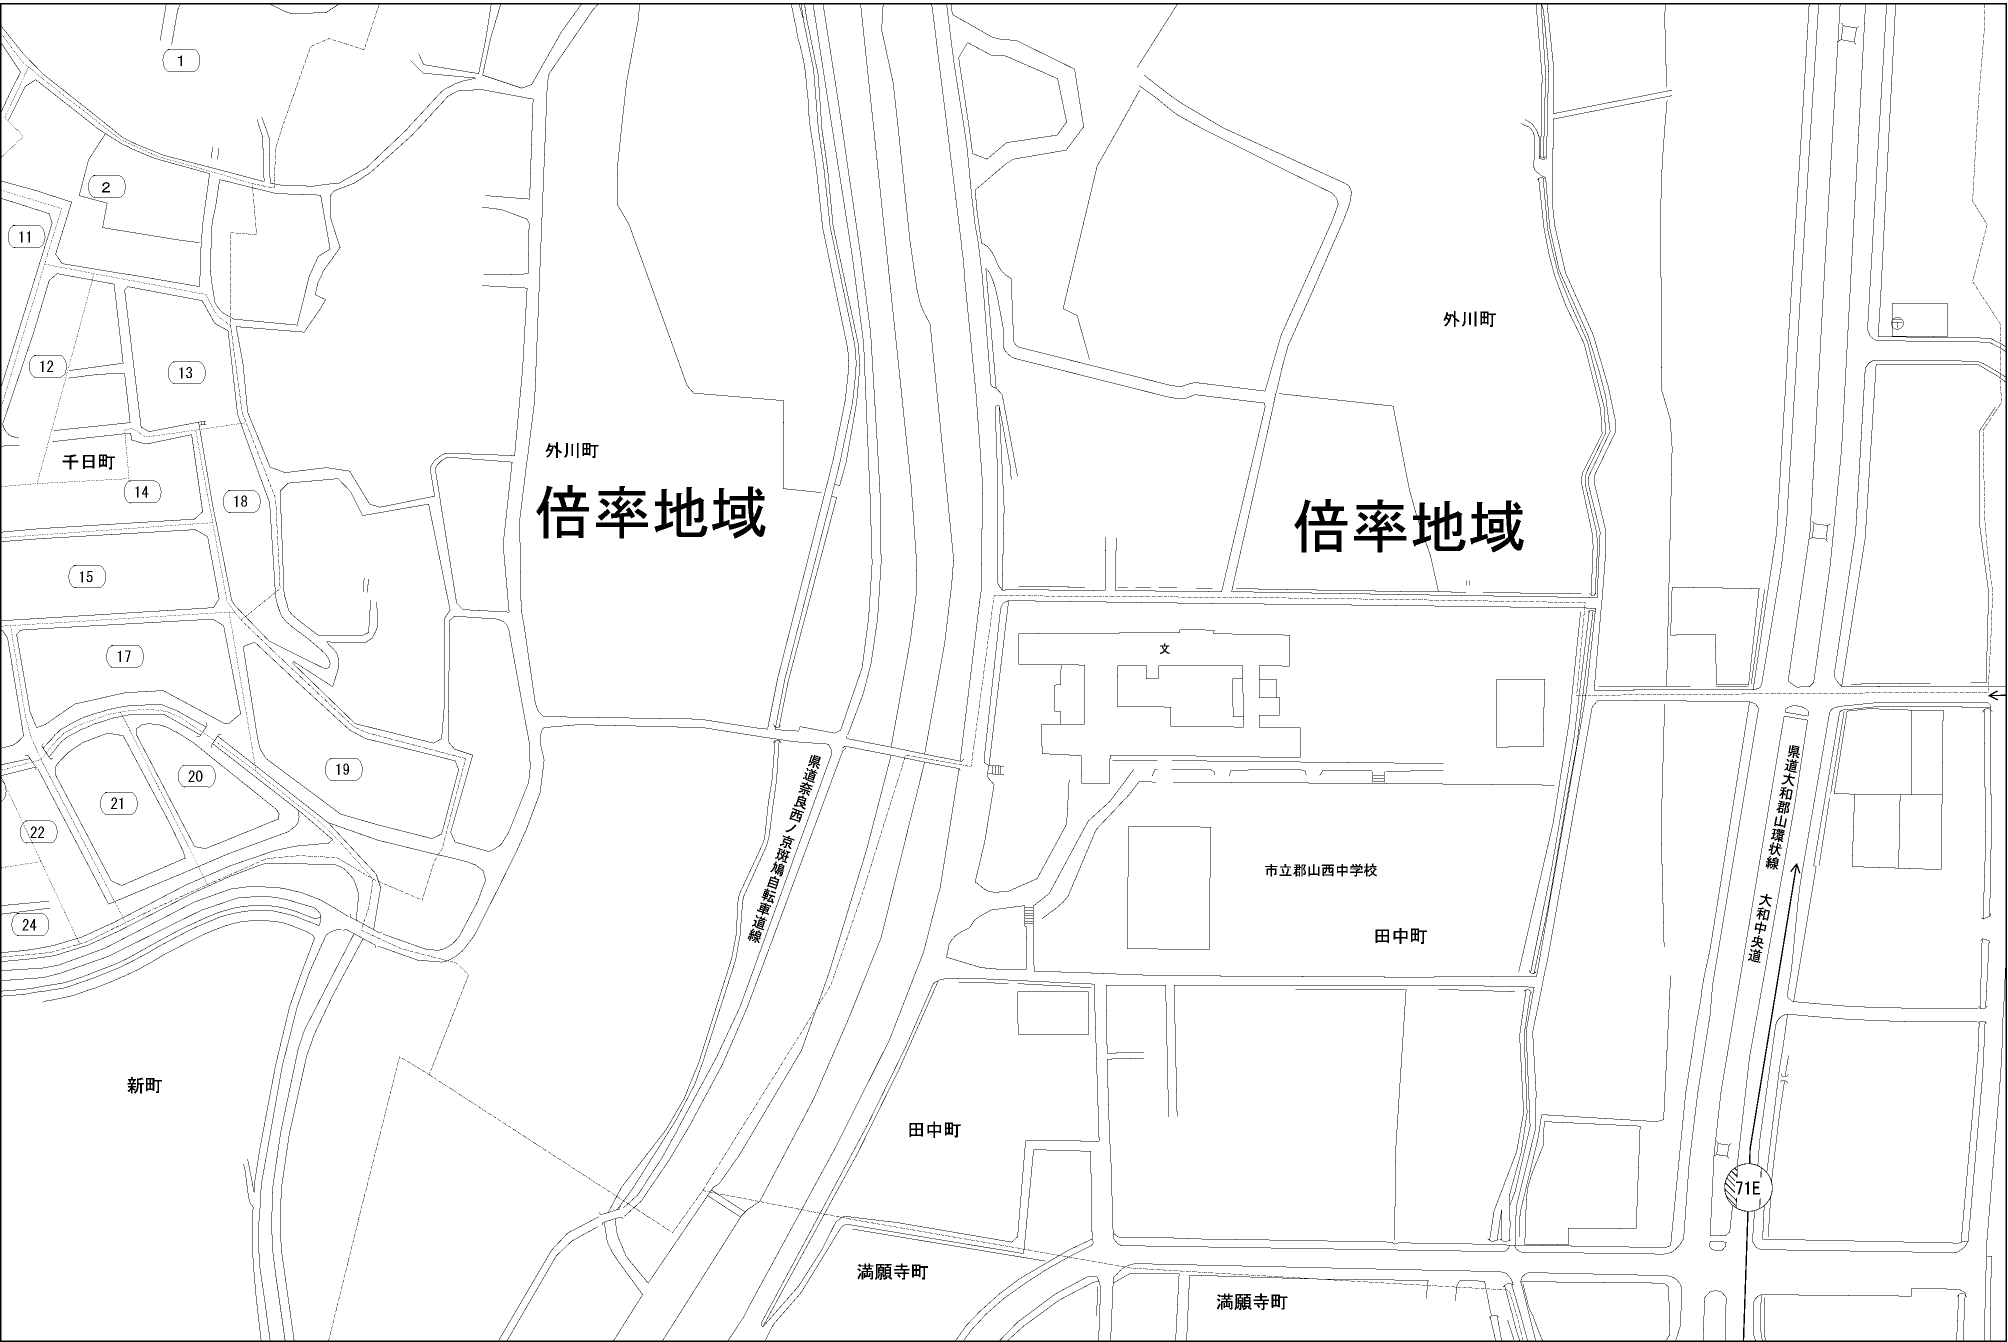 1
2
11
外川町
12
13
外川町
千日町
14
18
倍率地域
倍率地域
15
文
17
19
20
21
22
県道奈良西ノ京斑鳩自転車道線
県道大和郡山環状線 大和中央道
市立郡山西中学校
24
田中町
新町
田中町
71E
満願寺町
満願寺町